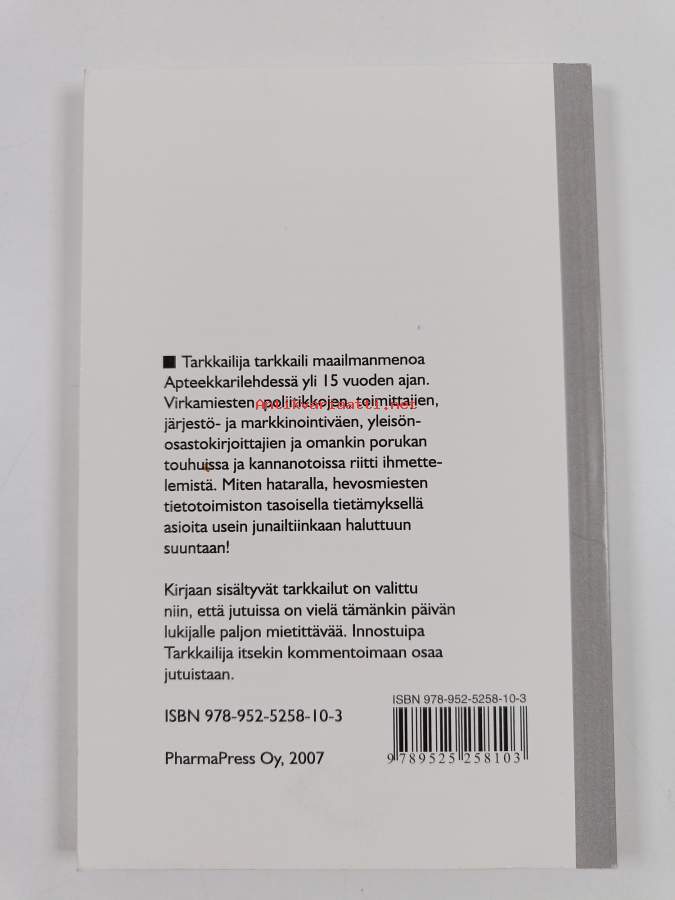 Tarkkailija tarkkaili maailmanmenoa
Apteekkarilehdessä yli 15 vuoden ajan.
Virkamiesten, poliitikkojen, toimittajien,
Antikvariaatti.net
järjestö- ja markkinointiväen, yleisön-
osastokirjoittajien ja omankin porukan
touhuissa ja kannanotoissa riitti ihmette-
lemistä. Miten hataralla, hevosmiesten
tietotoimiston tasoisella tietämyksellä
asioita usein junailtiinkaan haluttuun
suuntaan!
Kirjaan sisältyvät tarkkailut on valittu
niin, että jutuissa on vielä tämänkin päivän
lukijalle paljon mietittävää. Innostuipa
Tarkkailija itsekin kommentoimaan osaa
jutuistaan.
ISBN 978-952-5258-10-3
PharmaPress Oy, 2007
ISBN 978-952-5258-10-3
9 789525 258103